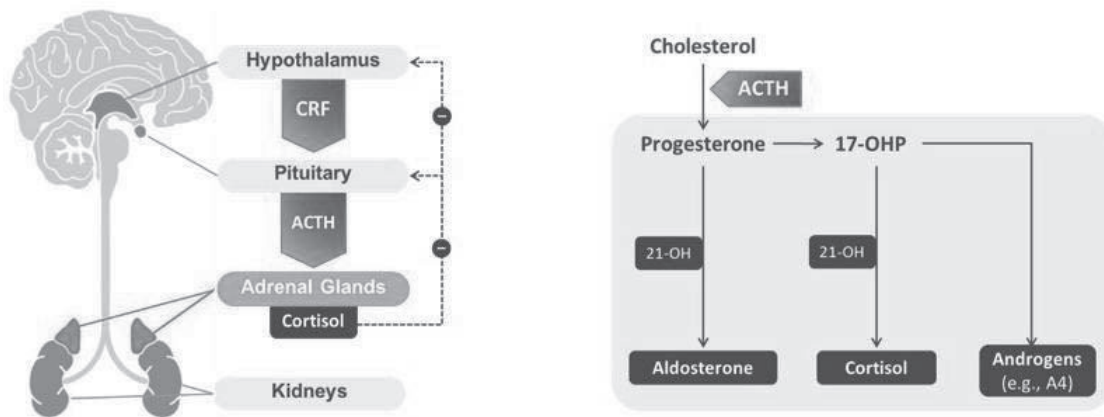 Hypothalamus
CRF
Pituitary
ACTH
Adrenal Glands
Cortisol
Kidneys
Cholesterol
ACTH
Progesterone
17-OHP
21-OH
21-OH
Aldosterone
Cortisol
Androgens
(e.g., A4)